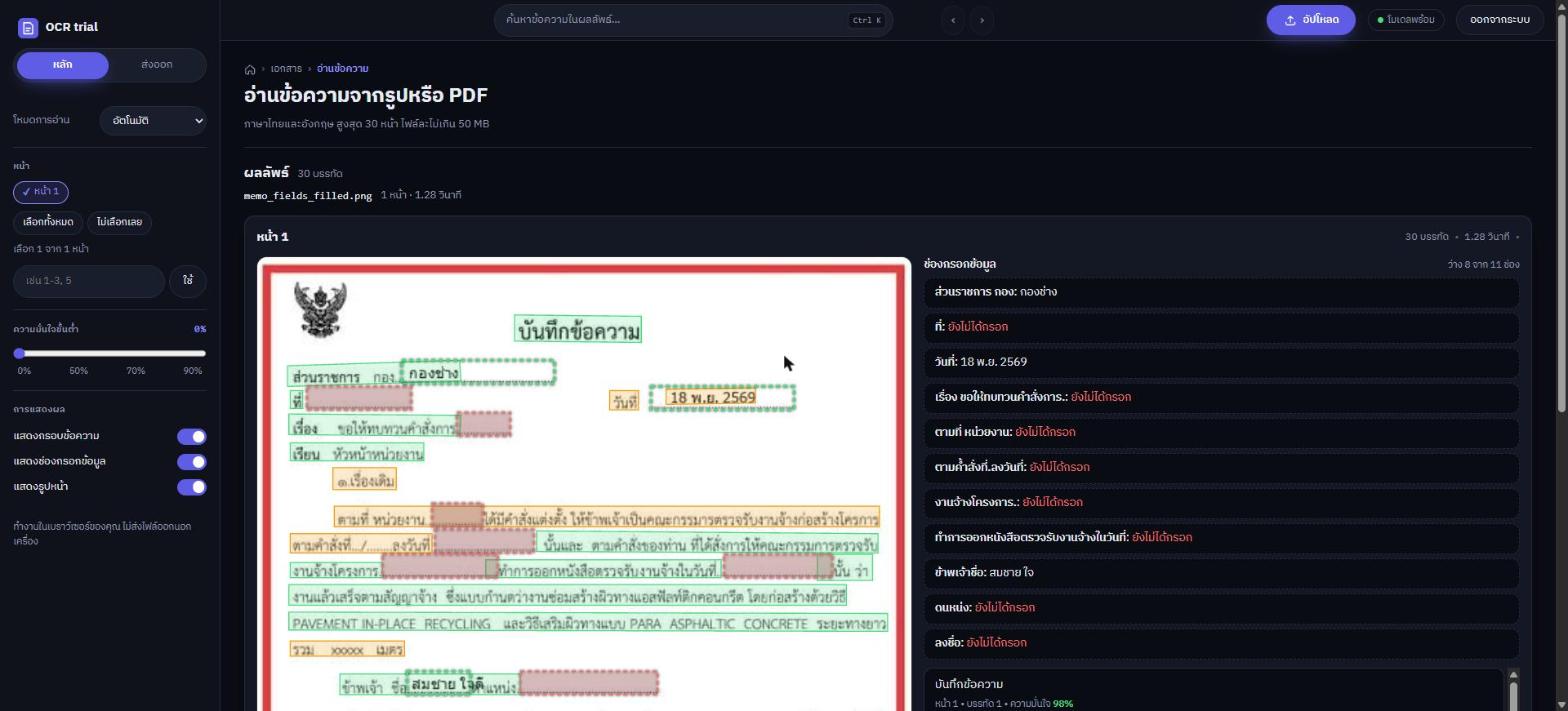 OCR trial
ค้นหาข้อความในผลลัพธ์...
Ctrl K
‹
›
อัปโหลด
โมเดลพร้อม
ออกจากระบบ
หลัก
ส่งออก
โหมดการอ่าน
อัตโนมัติ
หน้า
✓ หน้า 1
เลือกทั้งหมด
ไม่เลือกเลย
เลือก 1 จาก 1 หน้า
เช่น 1-3, 5
ใช้
ความมั่นใจขั้นต่ำ
0%
0% 50% 70% 90%
การแสดงผล
แสดงกรอบข้อความ
แสดงช่องกรอกข้อมูล
แสดงรูปหน้า
ทำงานในเบราว์เซอร์ของคุณ ไม่ส่งไฟล์ออกนอก
เครื่อง
› เอกสาร › อ่านข้อความ
อ่านข้อความจากรูปหรือ PDF
ภาษาไทยและอังกฤษ สูงสุด 30 หน้า ไฟล์ละไม่เกิน 50 MB
ผลลัพธ์ 30 บรรทัด
memo_fields_filled.png 1 หน้า · 1.28 วินาที
หน้า 1
30 บรรทัด • 1.28 วินาที •
บันทึกข้อความ
ส่วนราชการ กอง กองช่าง
ที่
วันที่ 18 พ.ย. 2569
เรื่อง ขอให้ทบทวนคำสั่งการ
เรียน หัวหน้าหน่วยงาน
๑.เรื่องเดิม
ตามที่ หน่วยงาน ได้มีคำสั่งแต่งตั้ง ให้ข้าพเจ้าเป็นคณะกรรมารตรวจรับงานจ้างก่อสร้างโครการ
ตามคำสั่งที่.../.......ลงวันที่ นั้นและ ตามคำสั่งของท่าน ที่ได้สั่งการให้คณะกรรมการตรวจรับ
งานจ้างโครงการ ทำการออกหนังสือตรวจรับงานจ้างในวันที่ นั้น ว่า
งานแล้วเสร็จตามสัญญาจ้าง ซึ่งแบบก้านตว่างานซ่อมสร้างผิวทางแอสฟัลท์ติกคอนกรีต โดยก่อสร้างด้วยวิธี
PAVEMENT IN-PLACE RECYCLING และวิธีเสริมผิวทางแบบ PARA ASPHALTIC CONCRETE ระยะทางยาว
รวม xxxxx เมตร
ข้าพเจ้า ชื่อ สมชาย ใจดี แหน่ง
ช่องกรอกข้อมูล
ว่าง 8 จาก 11 ช่อง
ส่วนราชการ กอง: กองช่าง
ที่: ยังไม่ได้กรอก
วันที่: 18 พ.ย. 2569
เรื่อง ขอให้ทบทวนคำสั่งการ.: ยังไม่ได้กรอก
ตามที่ หน่วยงาน: ยังไม่ได้กรอก
ตามค้ำสั่งที่.ลงวันที่: ยังไม่ได้กรอก
งานจ้างโครงการ.: ยังไม่ได้กรอก
ทำการออกหนังสือตรวจรับงานจ้างในวันที่: ยังไม่ได้กรอก
ข้าพเจ้าชื่อ: สมชาย ใจ
ดแหน่ง: ยังไม่ได้กรอก
ลงชื่อ: ยังไม่ได้กรอก
บันทึกข้อความ
หน้า 1 • บรรทัด 1 • ความมั่นใจ 98%